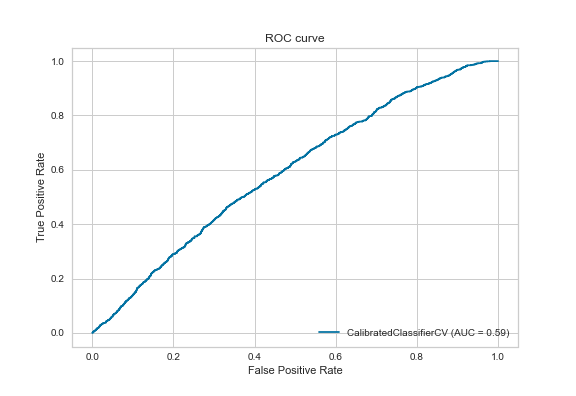 ROC curve
True Positive Rate
1.0
0.8
0.6
0.4
0.2
0.0
CalibratedClassifierCV (AUC = 0.59)
0.0 0.2 0.4 0.6 0.8 1.0
False Positive Rate